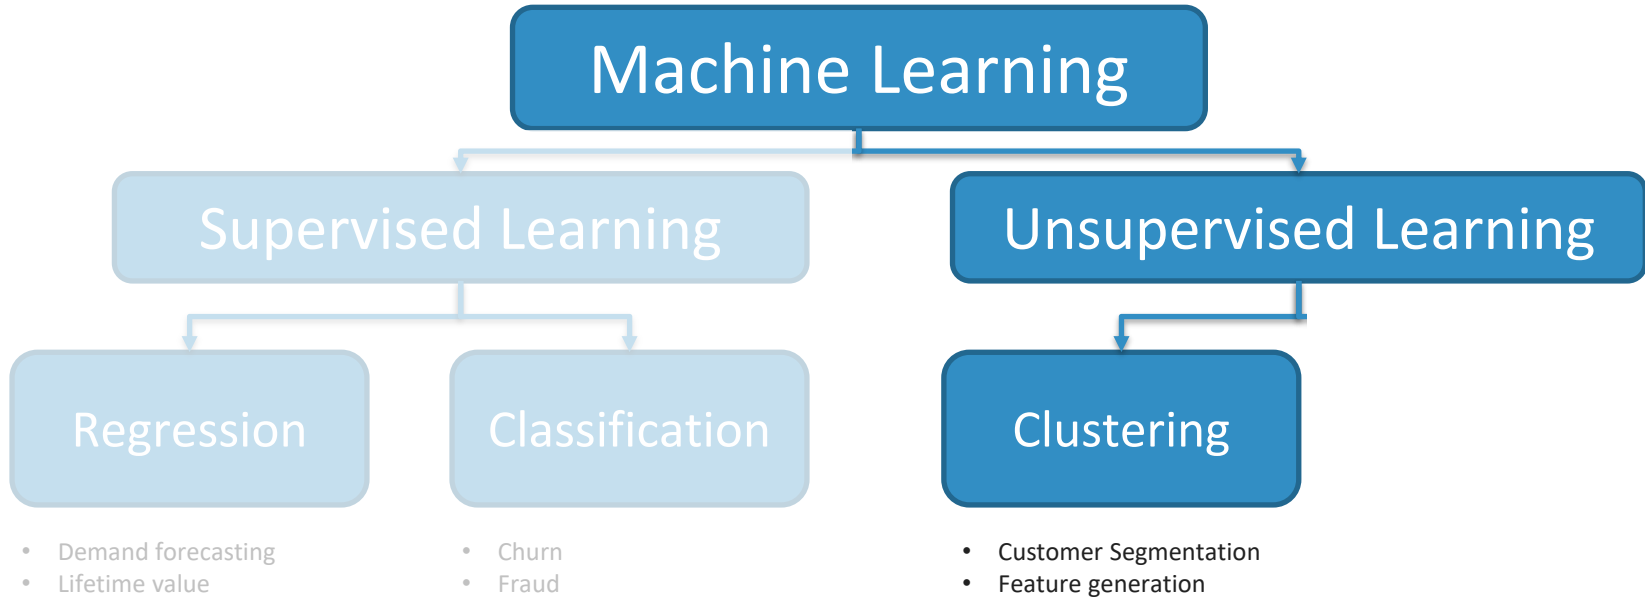 Machine Learning
Supervised Learning
Unsupervised Learning
Regression
Classification
Clustering
• Demand forecasting
• Lifetime value
• Churn
• Fraud
• Customer Segmentation
• Feature generation